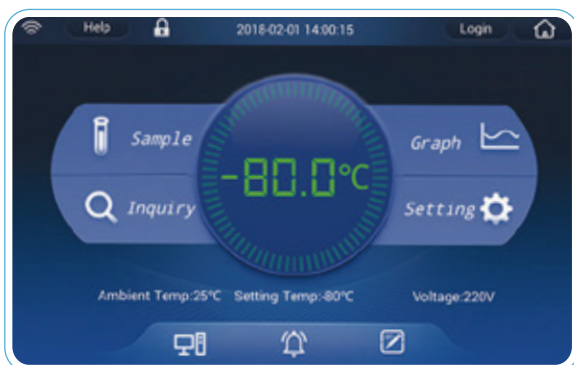 Help 2018-02-01 14:00:15 Login
Sample
Graph
-80.0°C
Inquiry
Setting
Ambient Temp:25°C Setting Temp:-80°C Voltage:220V